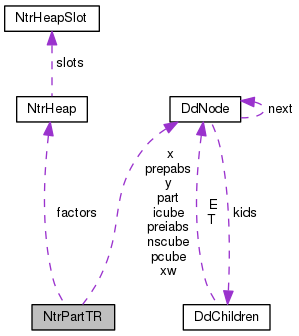 NtrHeapSlot
slots
NtrHeap
DdNode
next
x
prepabs
y
part
icube
preiabs
nscube
pcube
xw
factors
E
T
kids
NtrPartTR
DdChildren